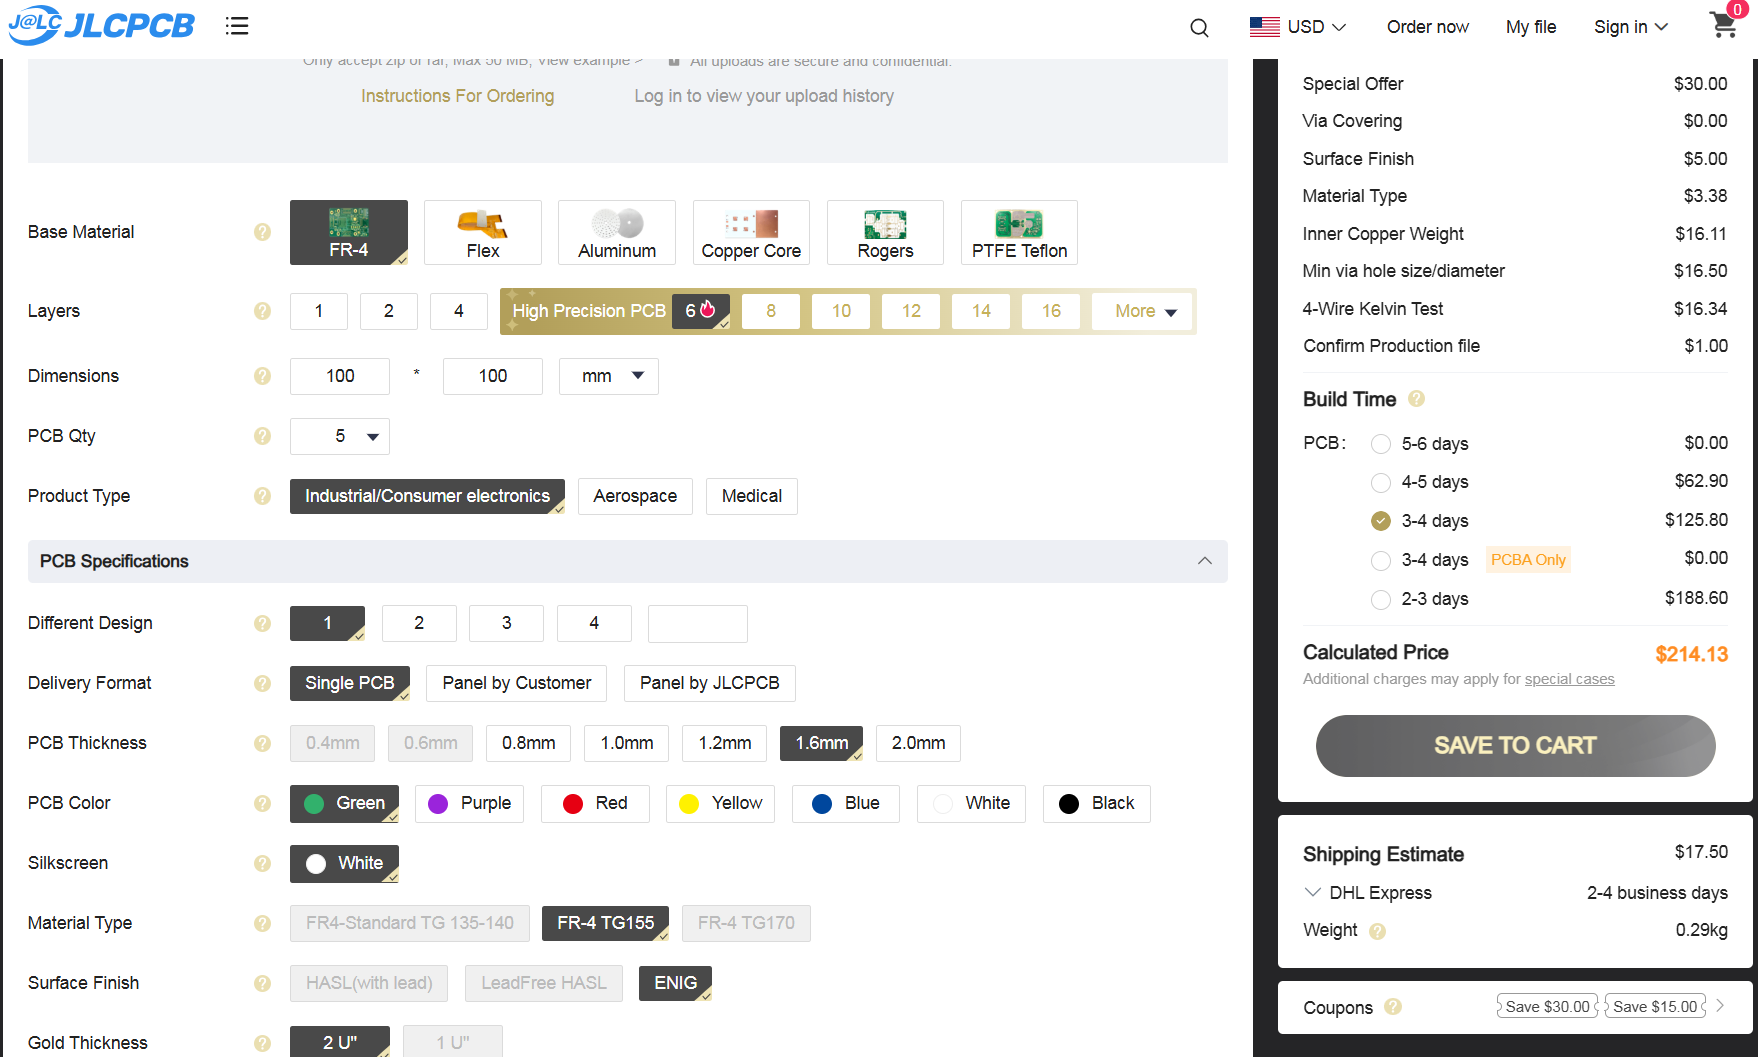 J@LC JLCPCB
USD
Order now
My file
Sign in
0
Only accept zip or rar, Max 50 MB, View example >
All uploads are secure and confidential.
Instructions For Ordering
Log in to view your upload history
Base Material ?
FR-4
Flex
Aluminum
Copper Core
Rogers
PTFE Teflon
Layers ? 1 2 4 High Precision PCB 6 8 10 12 14 16 More
Dimensions ? 100 * 100 mm
PCB Qty ? 5
Product Type ? Industrial/Consumer electronics Aerospace Medical
PCB Specifications
Different Design ? 1 2 3 4
Delivery Format ? Single PCB Panel by Customer Panel by JLCPCB
PCB Thickness ? 0.4mm 0.6mm 0.8mm 1.0mm 1.2mm 1.6mm 2.0mm
PCB Color ? Green Purple Red Yellow Blue White Black
Silkscreen ? White
Material Type ? FR4-Standard TG 135-140 FR-4 TG155 FR-4 TG170
Surface Finish ? HASL(with lead) LeadFree HASL ENIG
Gold Thickness ? 2 U" 1 U"
Special Offer $30.00
Via Covering $0.00
Surface Finish $5.00
Material Type $3.38
Inner Copper Weight $16.11
Min via hole size/diameter $16.50
4-Wire Kelvin Test $16.34
Confirm Production file $1.00
Build Time ?
PCB: 5-6 days $0.00
4-5 days $62.90
3-4 days $125.80
3-4 days PCBA Only $0.00
2-3 days $188.60
Calculated Price $214.13
Additional charges may apply for special cases
SAVE TO CART
Shipping Estimate $17.50
DHL Express 2-4 business days
Weight ? 0.29kg
Coupons ? Save $30.00 Save $15.00 >